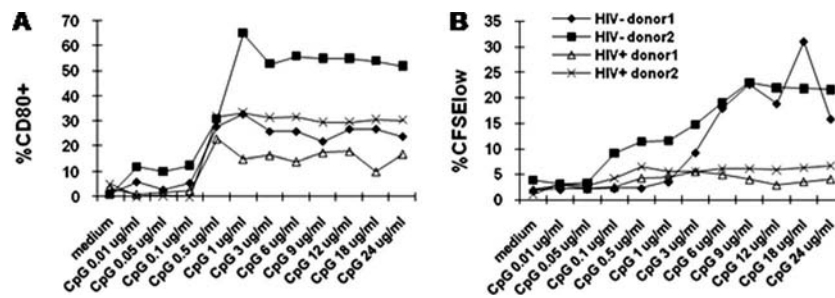 A
%CD80+
70
60
50
40
30
20
10
0
medium
CpG 0.01 ug/ml
CpG 0.05 ug/ml
CpG 0.1 ug/ml
CpG 0.5 ug/ml
CpG 1 ug/ml
CpG 3 ug/ml
CpG 6 ug/ml
CpG 9 ug/ml
CpG 12 ug/ml
CpG 18 ug/ml
CpG 24 ug/ml
B
%CFSElow
35
30
25
20
15
10
5
0
HIV- donor1
HIV- donor2
HIV+ donor1
HIV+ donor2
medium
CpG 0.01 ug/ml
CpG 0.05 ug/ml
CpG 0.1 ug/ml
CpG 0.5 ug/ml
CpG 1 ug/ml
CpG 3 ug/ml
CpG 6 ug/ml
CpG 9 ug/ml
CpG 12 ug/ml
CpG 18 ug/ml
CpG 24 ug/ml